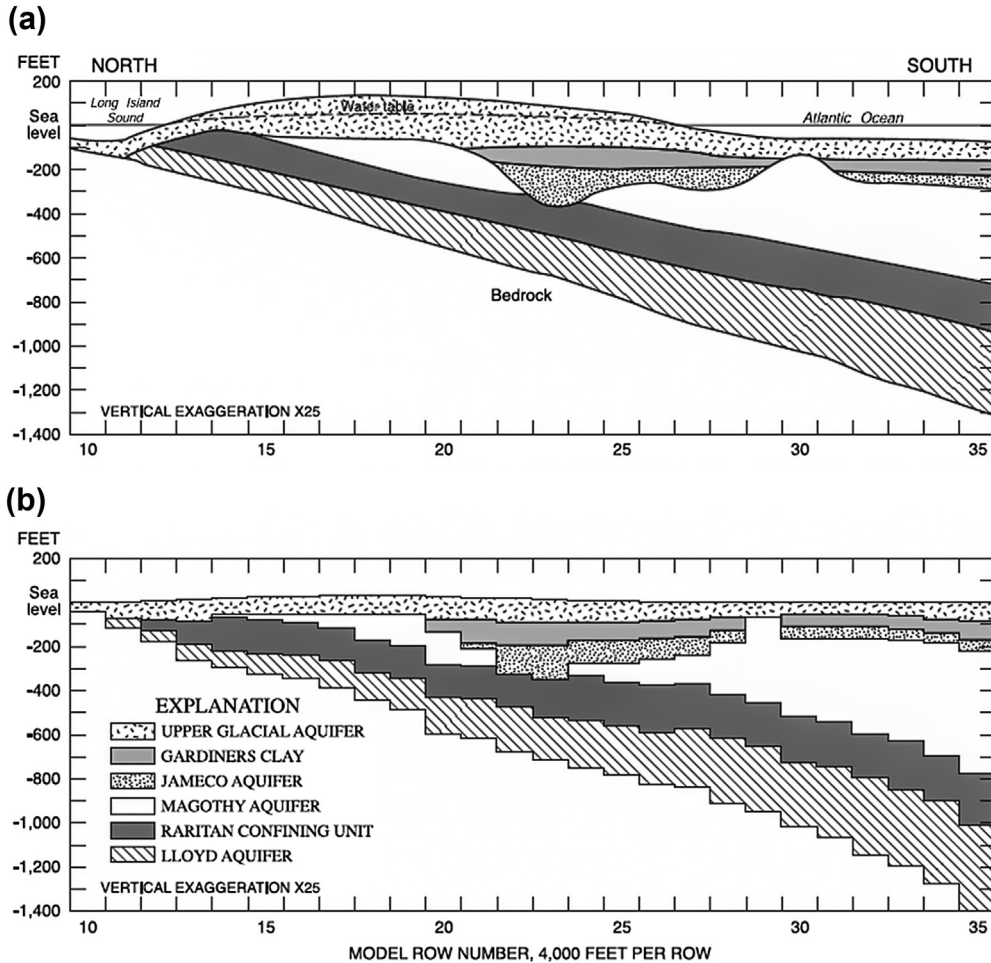 (a)
FEET
NORTH
SOUTH
200
Long Island
Sound
Water table
Sea
level
Atlantic Ocean
-200
-400
-600
-800
Bedrock
-1,000
-1,200
VERTICAL EXAGGERATION X25
-1,400
10 15 20 25 30 35
(b)
FEET
200
Sea
level
-200
-400
EXPLANATION
UPPER GLACIAL AQUIFER
-600
GARDINERS CLAY
JAMECO AQUIFER
-800
MAGOTHY AQUIFER
-1,000
RARITAN CONFINING UNIT
LLOYD AQUIFER
-1,200
VERTICAL EXAGGERATION X25
-1,400
10 15 20 25 30 35
MODEL ROW NUMBER, 4,000 FEET PER ROW